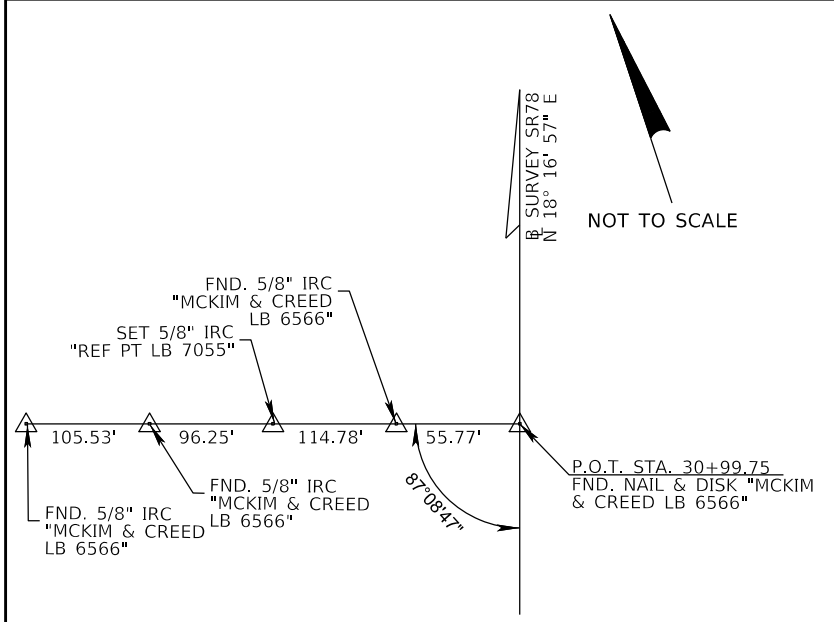 B SURVEY SR78
N 18° 16' 57" E
NOT TO SCALE
FND. 5/8" IRC
"MCKIM & CREED
LB 6566"
SET 5/8" IRC
"REF PT LB 7055"
105.53'
96.25'
114.78'
55.77'
87°08'47"
P.O.T. STA. 30+99.75
FND. NAIL & DISK "MCKIM
& CREED LB 6566"
FND. 5/8" IRC
"MCKIM & CREED
LB 6566"
FND. 5/8" IRC
"MCKIM & CREED
LB 6566"